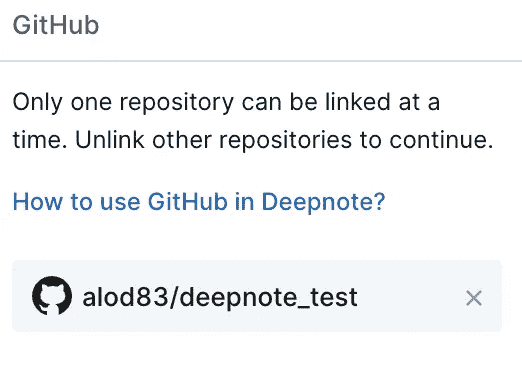 GitHub
Only one repository can be linked at a
time. Unlink other repositories to continue.
How to use GitHub in Deepnote?
alod83/deepnote_test